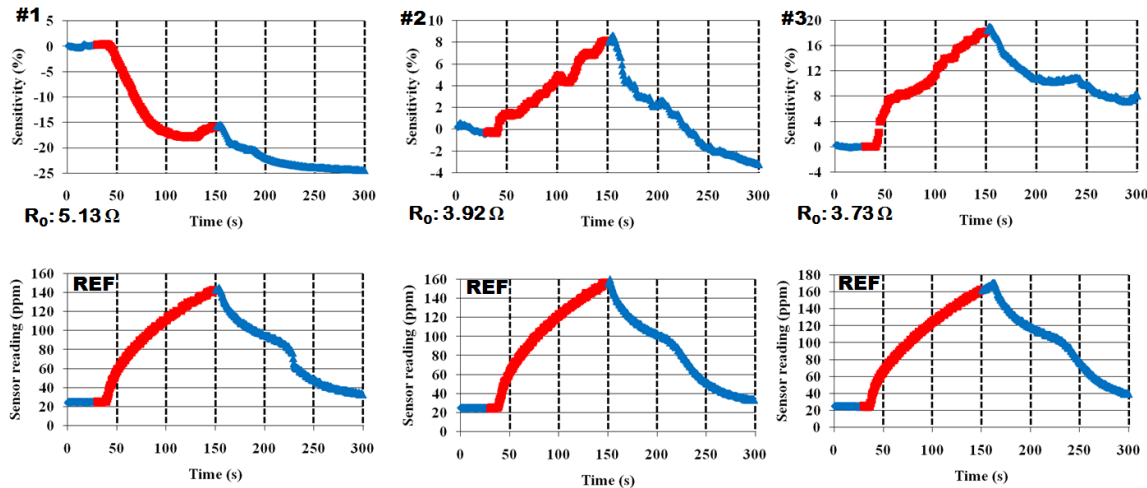 #1
Sensitivity (%)
5
0
-5
-10
-15
-20
-25
0 50 100 150 200 250 300
Time (s)
R₀: 5.13 Ω
#2
Sensitivity (%)
10
8
6
4
2
0
-2
-4
0 50 100 150 200 250 300
Time (s)
R₀: 3.92 Ω
#3
Sensitivity (%)
20
16
12
8
4
0
-4
0 50 100 150 200 250 300
Time (s)
R₀: 3.73 Ω
REF
Sensor reading (ppm)
160
140
120
100
80
60
40
20
0
0 50 100 150 200 250 300
Time (s)
REF
Sensor reading (ppm)
160
140
120
100
80
60
40
20
0
0 50 100 150 200 250 300
Time (s)
REF
Sensor reading (ppm)
180
160
140
120
100
80
60
40
20
0
0 50 100 150 200 250 300
Time (s)